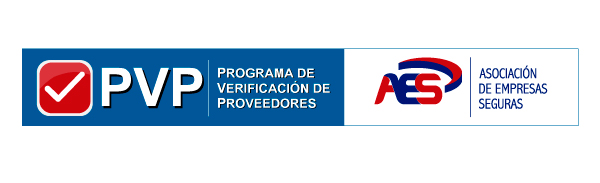 PVP
PROGRAMA DE
VERIFICACIÓN DE
PROVEEDORES
AES
ASOCIACIÓN
DE EMPRESAS
SEGURAS